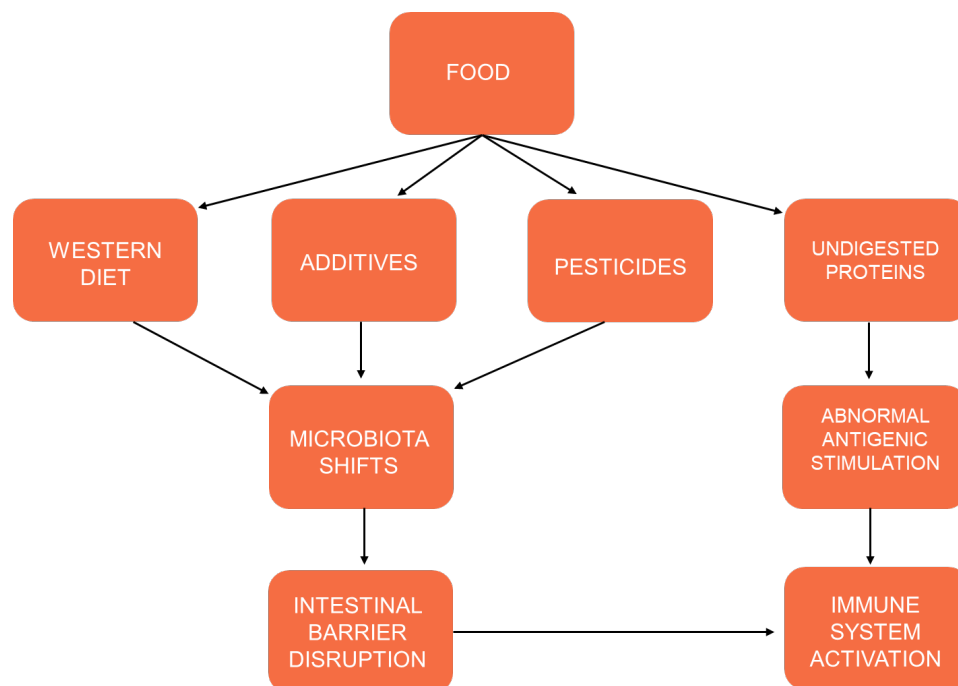 FOOD
WESTERN
DIET
ADDITIVES
PESTICIDES
UNDIGESTED
PROTEINS
MICROBIOTA
SHIFTS
ABNORMAL
ANTIGENIC
STIMULATION
INTESTINAL
BARRIER
DISRUPTION
IMMUNE
SYSTEM
ACTIVATION